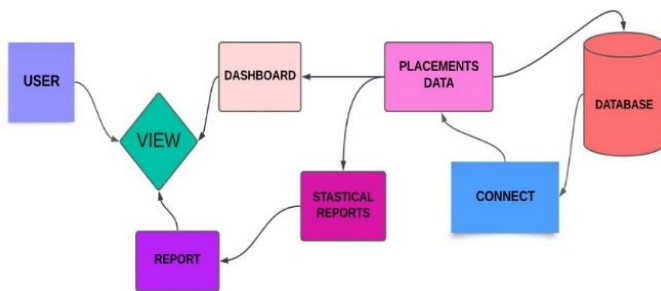 USER
VIEW
DASHBOARD
PLACEMENTS
DATA
DATABASE
STASTICAL
REPORTS
CONNECT
REPORT